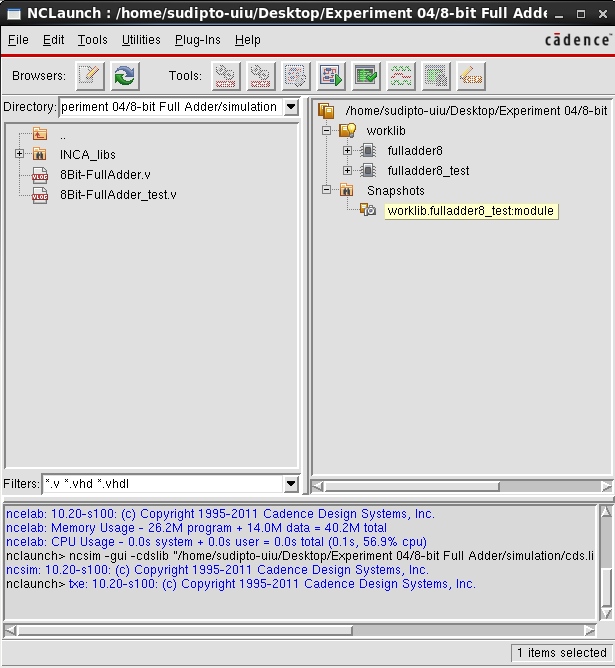 NCLaunch : /home/sudipto-uiu/Desktop/Experiment 04/8-bit Full Adde
File Edit Tools Utilities Plug-Ins Help cādence
Browsers: Tools:
Directory: periment 04/8-bit Full Adder/simulation
..
INCA_libs
8Bit-FullAdder.v
8Bit-FullAdder_test.v
/home/sudipto-uiu/Desktop/Experiment 04/8-bit
worklib
fulladder8
fulladder8_test
Snapshots
worklib.fulladder8_test:module
Filters: *.v *.vhd *.vhdl
ncelab: 10.20-s100: (c) Copyright 1995-2011 Cadence Design Systems, Inc.
ncelab: Memory Usage - 26.2M program + 14.0M data = 40.2M total
ncelab: CPU Usage - 0.0s system + 0.0s user = 0.0s total (0.1s, 56.9% cpu)
nclaunch> ncsim -gui -cdslib "/home/sudipto-uiu/Desktop/Experiment 04/8-bit Full Adder/simulation/cds.li
ncsim: 10.20-s100: (c) Copyright 1995-2011 Cadence Design Systems, Inc.
nclaunch> txe: 10.20-s100: (c) Copyright 1995-2011 Cadence Design Systems, Inc.
1 items selected